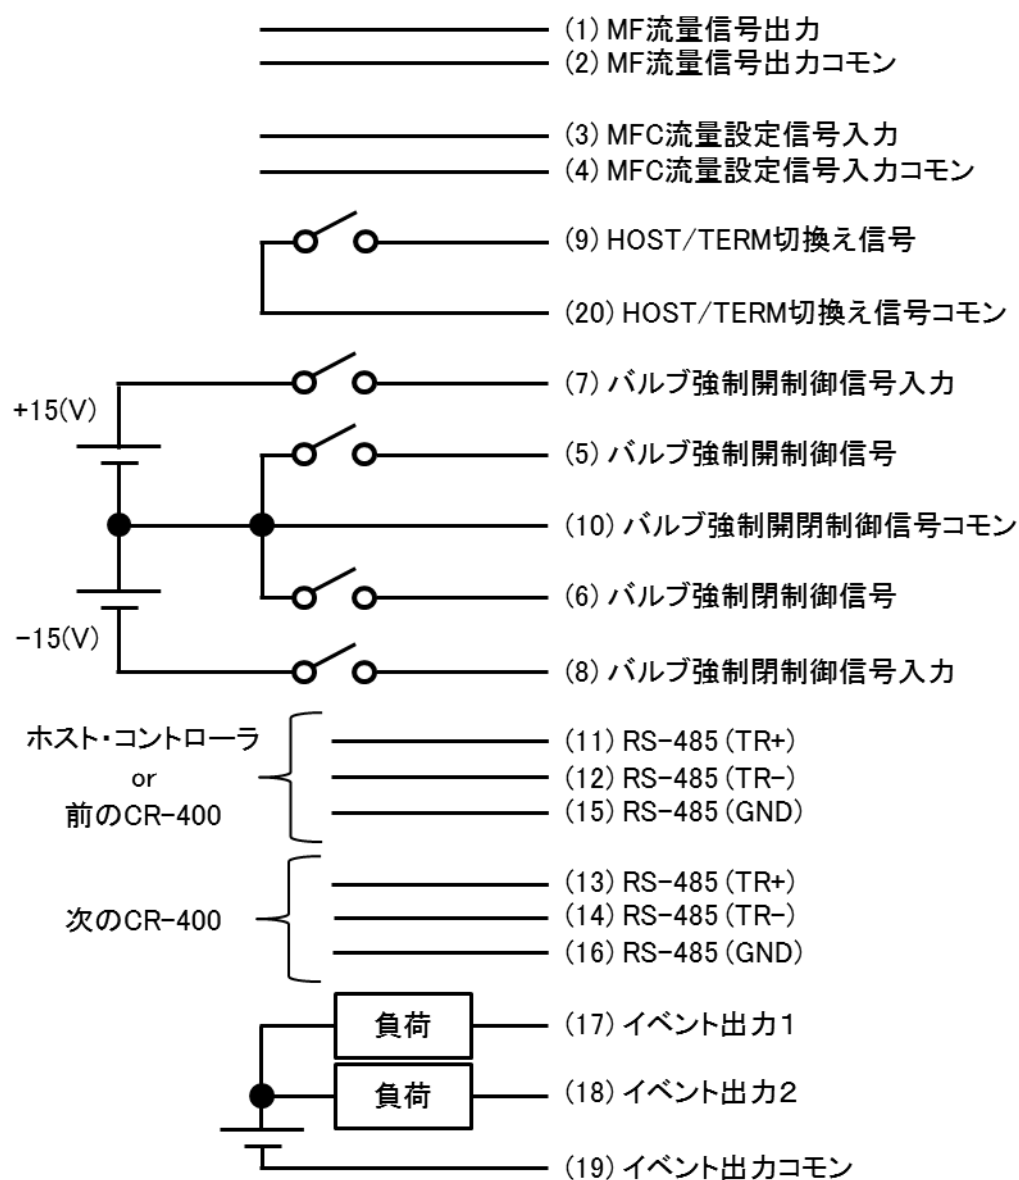 (1) MF流量信号出力
(2) MF流量信号出力コモン
(3) MFC流量設定信号入力
(4) MFC流量設定信号入力コモン
(9) HOST/TERM切換え信号
(20) HOST/TERM切換え信号コモン
(7) バルブ強制開制御信号入力
+15(V)
(5) バルブ強制開制御信号
(10) バルブ強制開閉制御信号コモン
(6) バルブ強制閉制御信号
-15(V)
(8) バルブ強制閉制御信号入力
ホスト・コントローラ
or
前のCR-400
(11) RS-485 (TR+)
(12) RS-485 (TR-)
(15) RS-485 (GND)
次のCR-400
(13) RS-485 (TR+)
(14) RS-485 (TR-)
(16) RS-485 (GND)
負荷
(17) イベント出力1
負荷
(18) イベント出力2
(19) イベント出力コモン